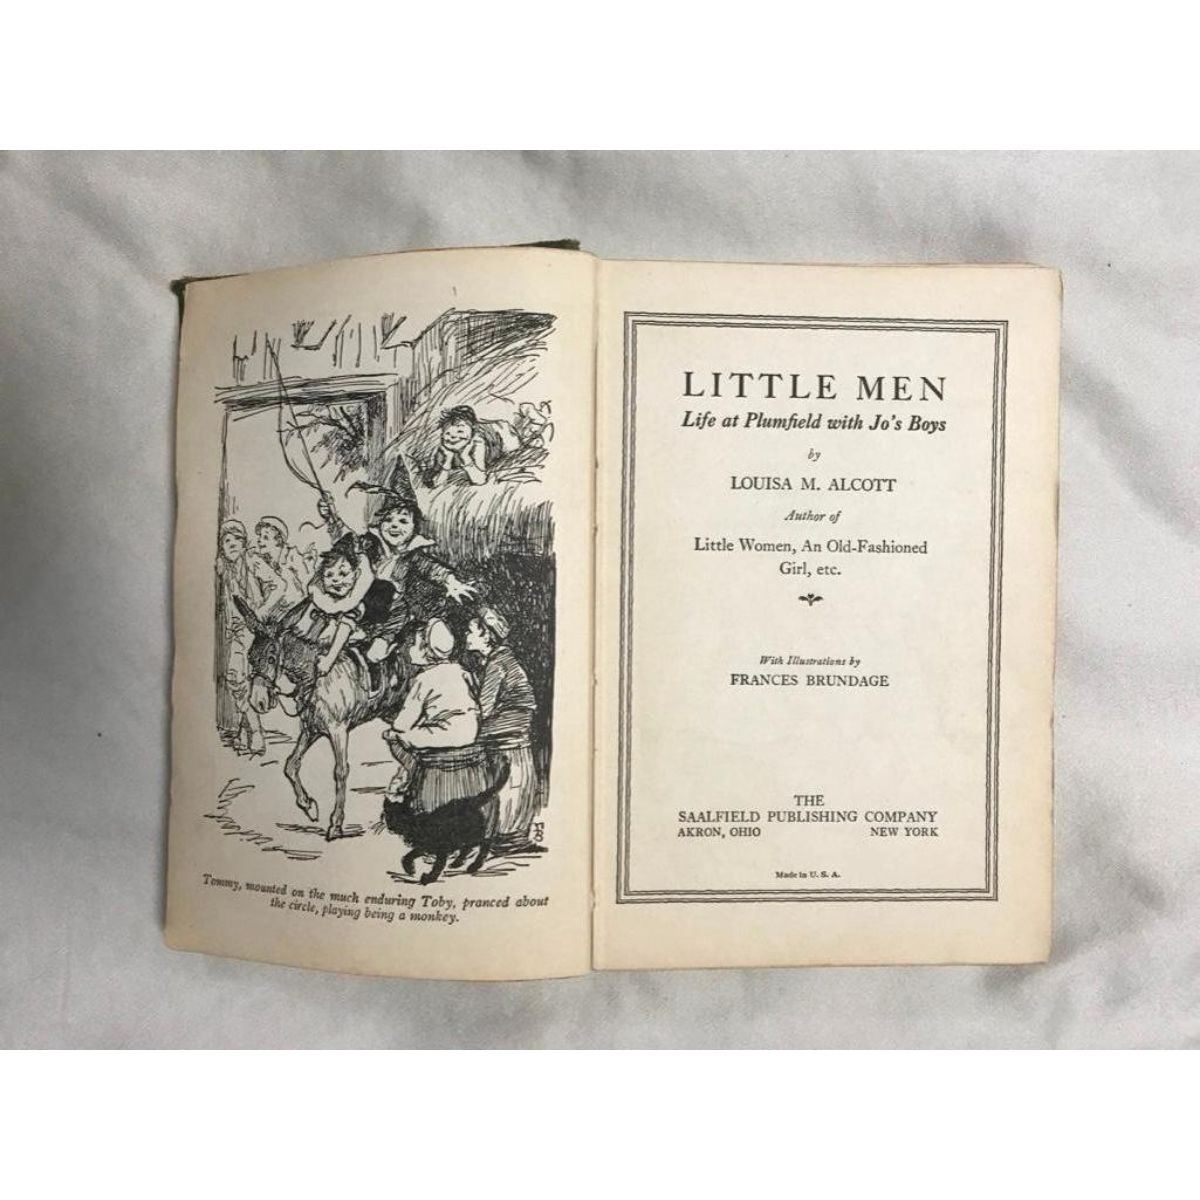 Tommy, mounted on the much enduring Toby, pranced about
the circle, playing being a monkey.
LITTLE MEN
Life at Plumfield with Jo's Boys
by
LOUISA M. ALCOTT
Author of
Little Women, An Old-Fashioned
Girl, etc.
With Illustrations by
FRANCES BRUNDAGE
THE
SAALFIELD PUBLISHING COMPANY
AKRON, OHIO NEW YORK
Made in U. S. A.